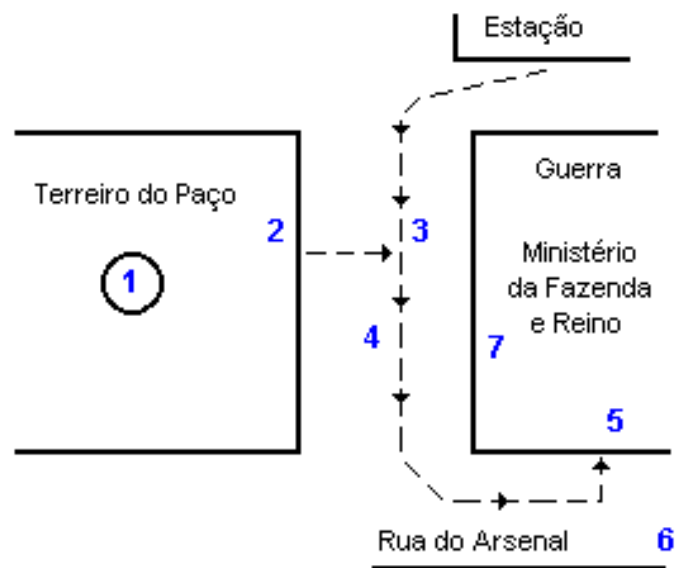 Estação
Guerra
Terreiro do Paço
2
3
Ministério
da Fazenda
e Reino
1
4
7
5
Rua do Arsenal
6